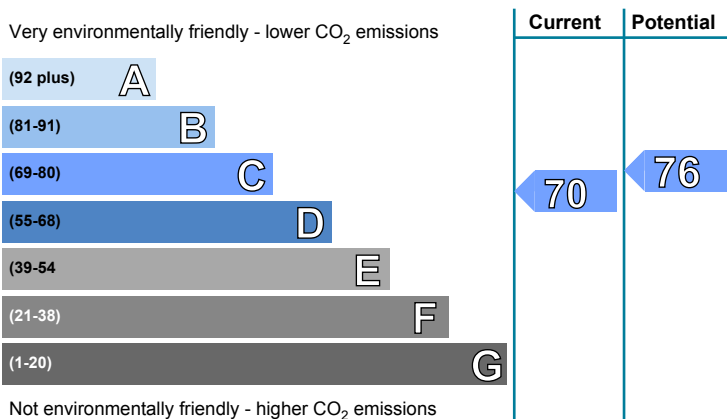 Very environmentally friendly - lower CO2 emissions
Current
Potential
(92 plus) A
(81-91) B
(69-80) C
(55-68) D
(39-54 E
(21-38) F
(1-20) G
70
76
Not environmentally friendly - higher CO2 emissions